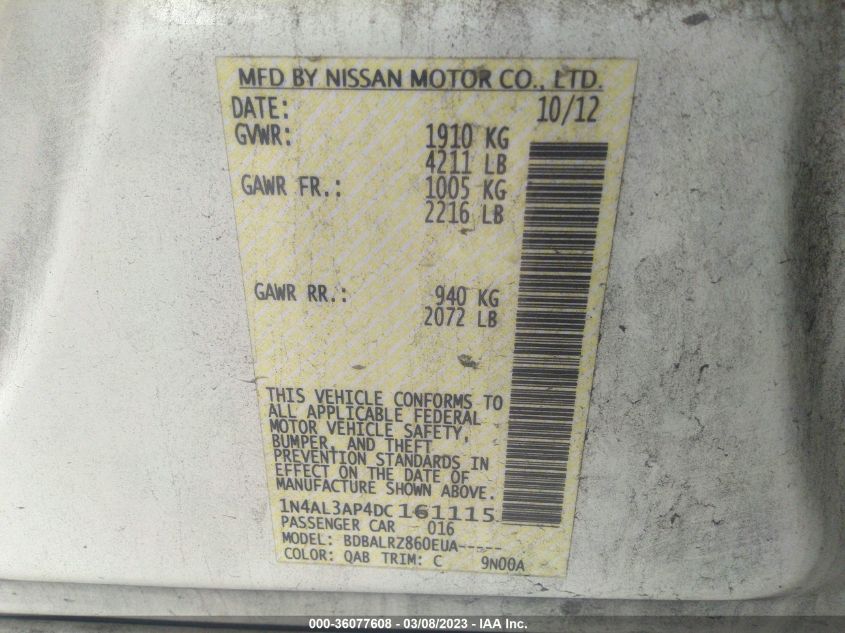 MFD BY NISSAN MOTOR CO., LTD.
DATE: 10/12
GVWR: 1910 KG
4211 LB
GAWR FR.: 1005 KG
2216 LB
GAWR RR.: 940 KG
2072 LB
THIS VEHICLE CONFORMS TO
ALL APPLICABLE FEDERAL
MOTOR VEHICLE SAFETY,
BUMPER, AND THEFT
PREVENTION STANDARDS IN
EFFECT ON THE DATE OF
MANUFACTURE SHOWN ABOVE.
1N4AL3AP4DC161115
PASSENGER CAR 016
MODEL: BDBALRZ860EUA-----
COLOR: QAB TRIM: C 9N00A
000-36077608 — 03/08/2023 — IAA Inc.